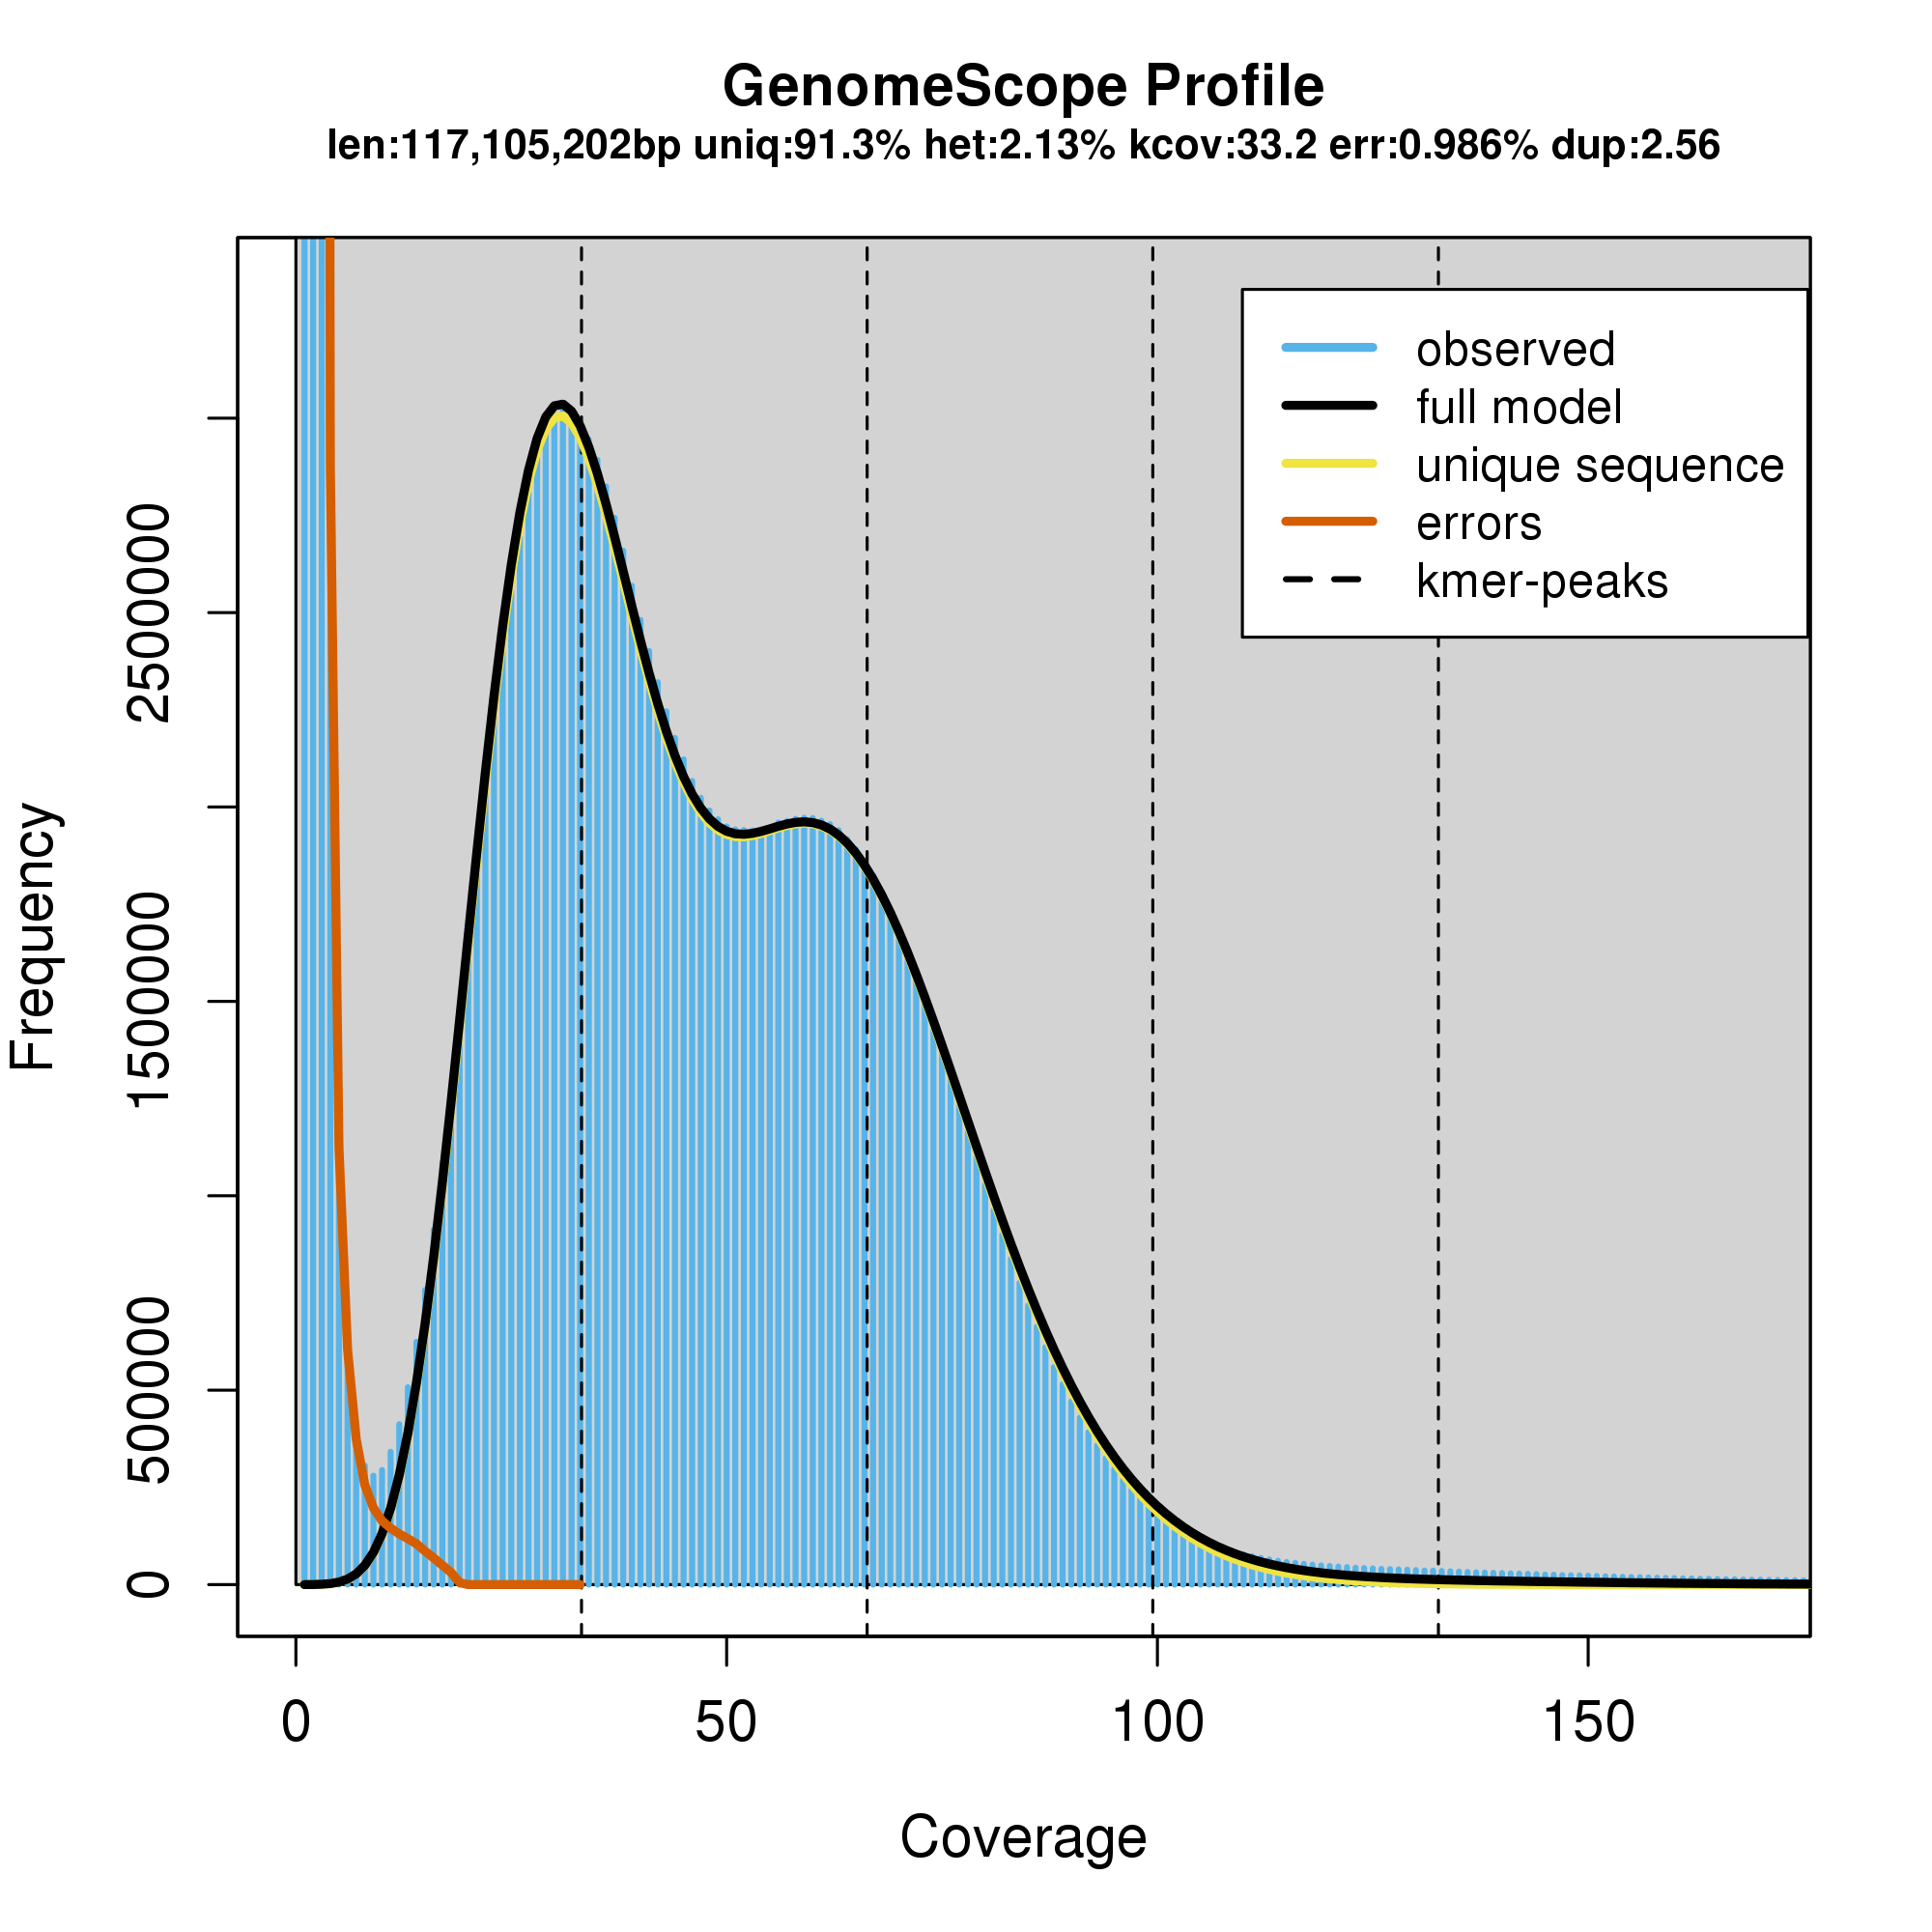 GenomeScope Profile
len:117,105,202bp uniq:91.3% het:2.13% kcov:33.2 err:0.986% dup:2.56
observed
full model
unique sequence
errors
kmer-peaks
Frequency
2500000
1500000
500000
0
0 50 100 150
Coverage